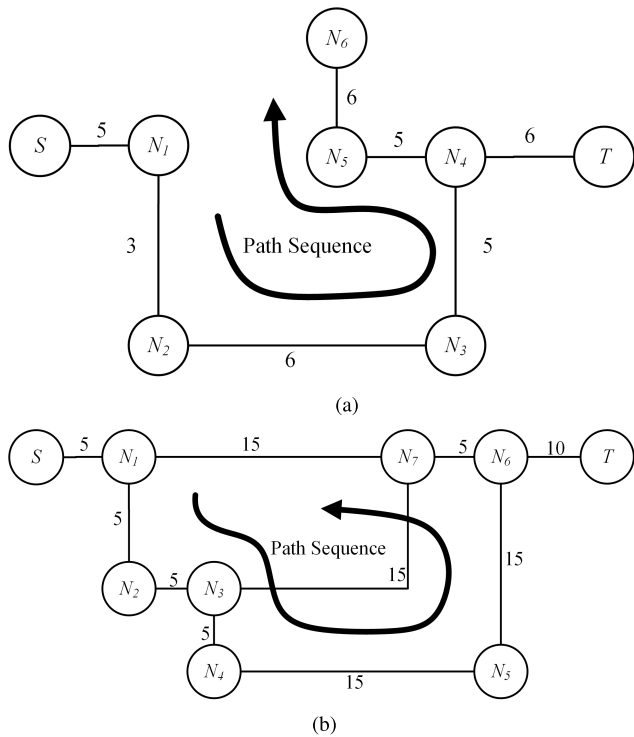 N6
6
S 5 N1 N5 5 N4 6 T
3 Path Sequence 5
N2 6 N3
(a)
S 5 N1 15 N7 5 N6 10 T
5 Path Sequence 15 15
N2 5 N3
5
N4 15 N5
(b)